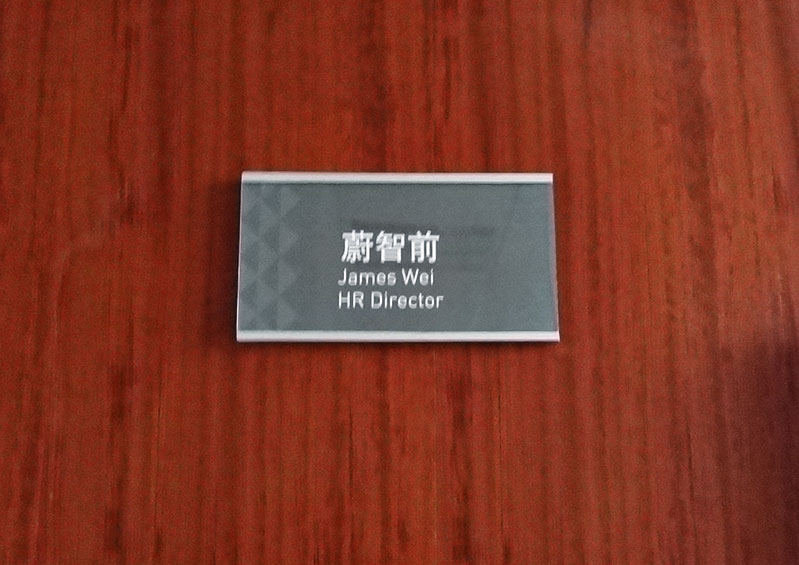 蔚智前
James Wei
HR Director